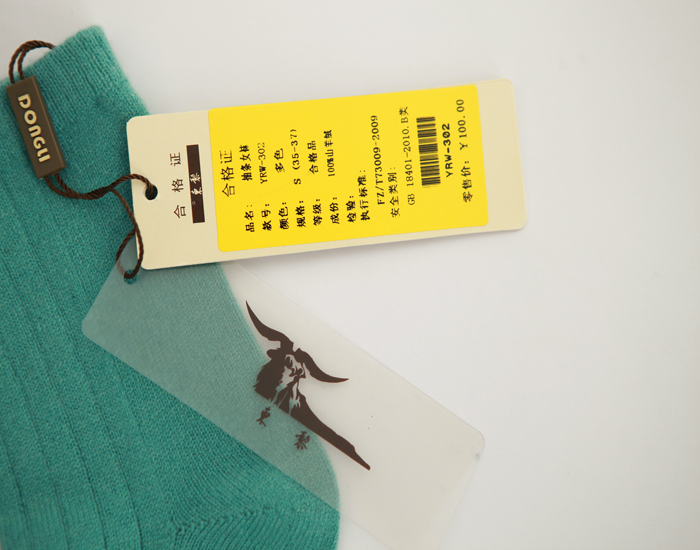 合格证
合格证
品名: 抽条女袜
款号: YRW-302
颜色: 多色
规格: S (35-37)
等级: 合格品
成份: 100%山羊绒
检验:
执行标准:
FZ/T73009-2009
安全类别:
GB 18401-2010.B类
YRW-302
零售价: ¥100.00